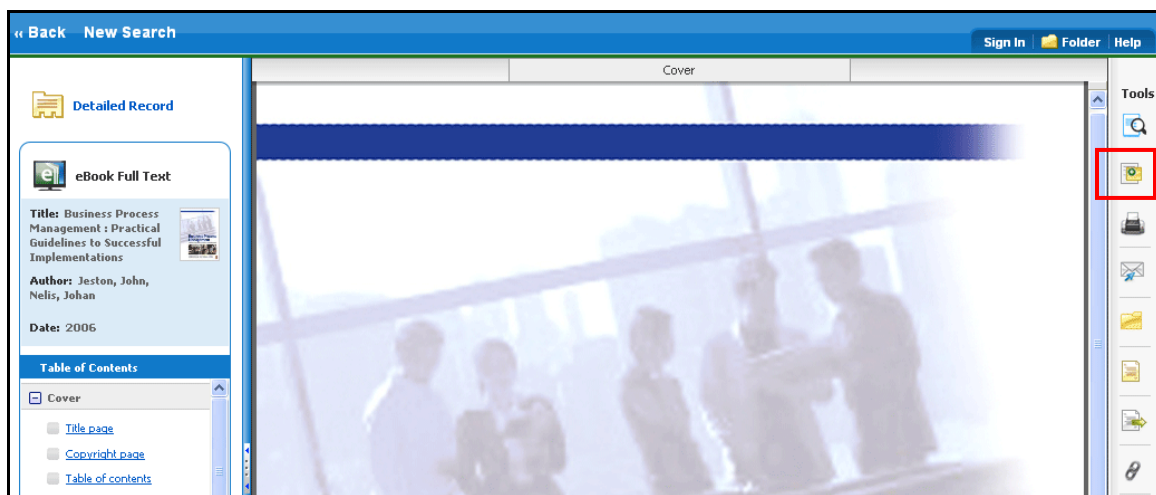 « Back New Search
Sign In Folder Help
Detailed Record
eBook Full Text
Title: Business Process
Management : Practical
Guidelines to Successful
Implementations
Author: Jeston, John,
Nelis, Johan
Date: 2006
Table of Contents
Cover
Title page
Copyright page
Table of contents
Cover
Tools